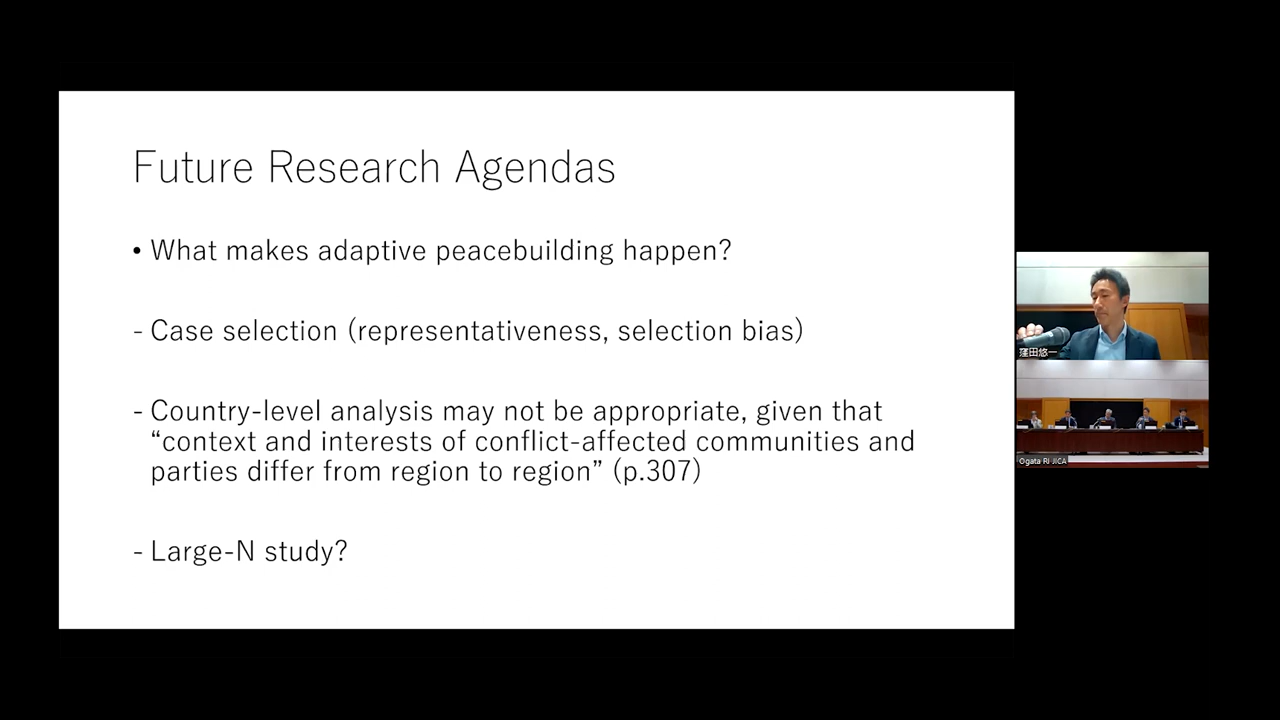 Future Research Agendas
• What makes adaptive peacebuilding happen?
- Case selection (representativeness, selection bias)
- Country-level analysis may not be appropriate, given that
“context and interests of conflict-affected communities and
parties differ from region to region” (p.307)
- Large-N study?
窪田悠一
Ogata RI JICA